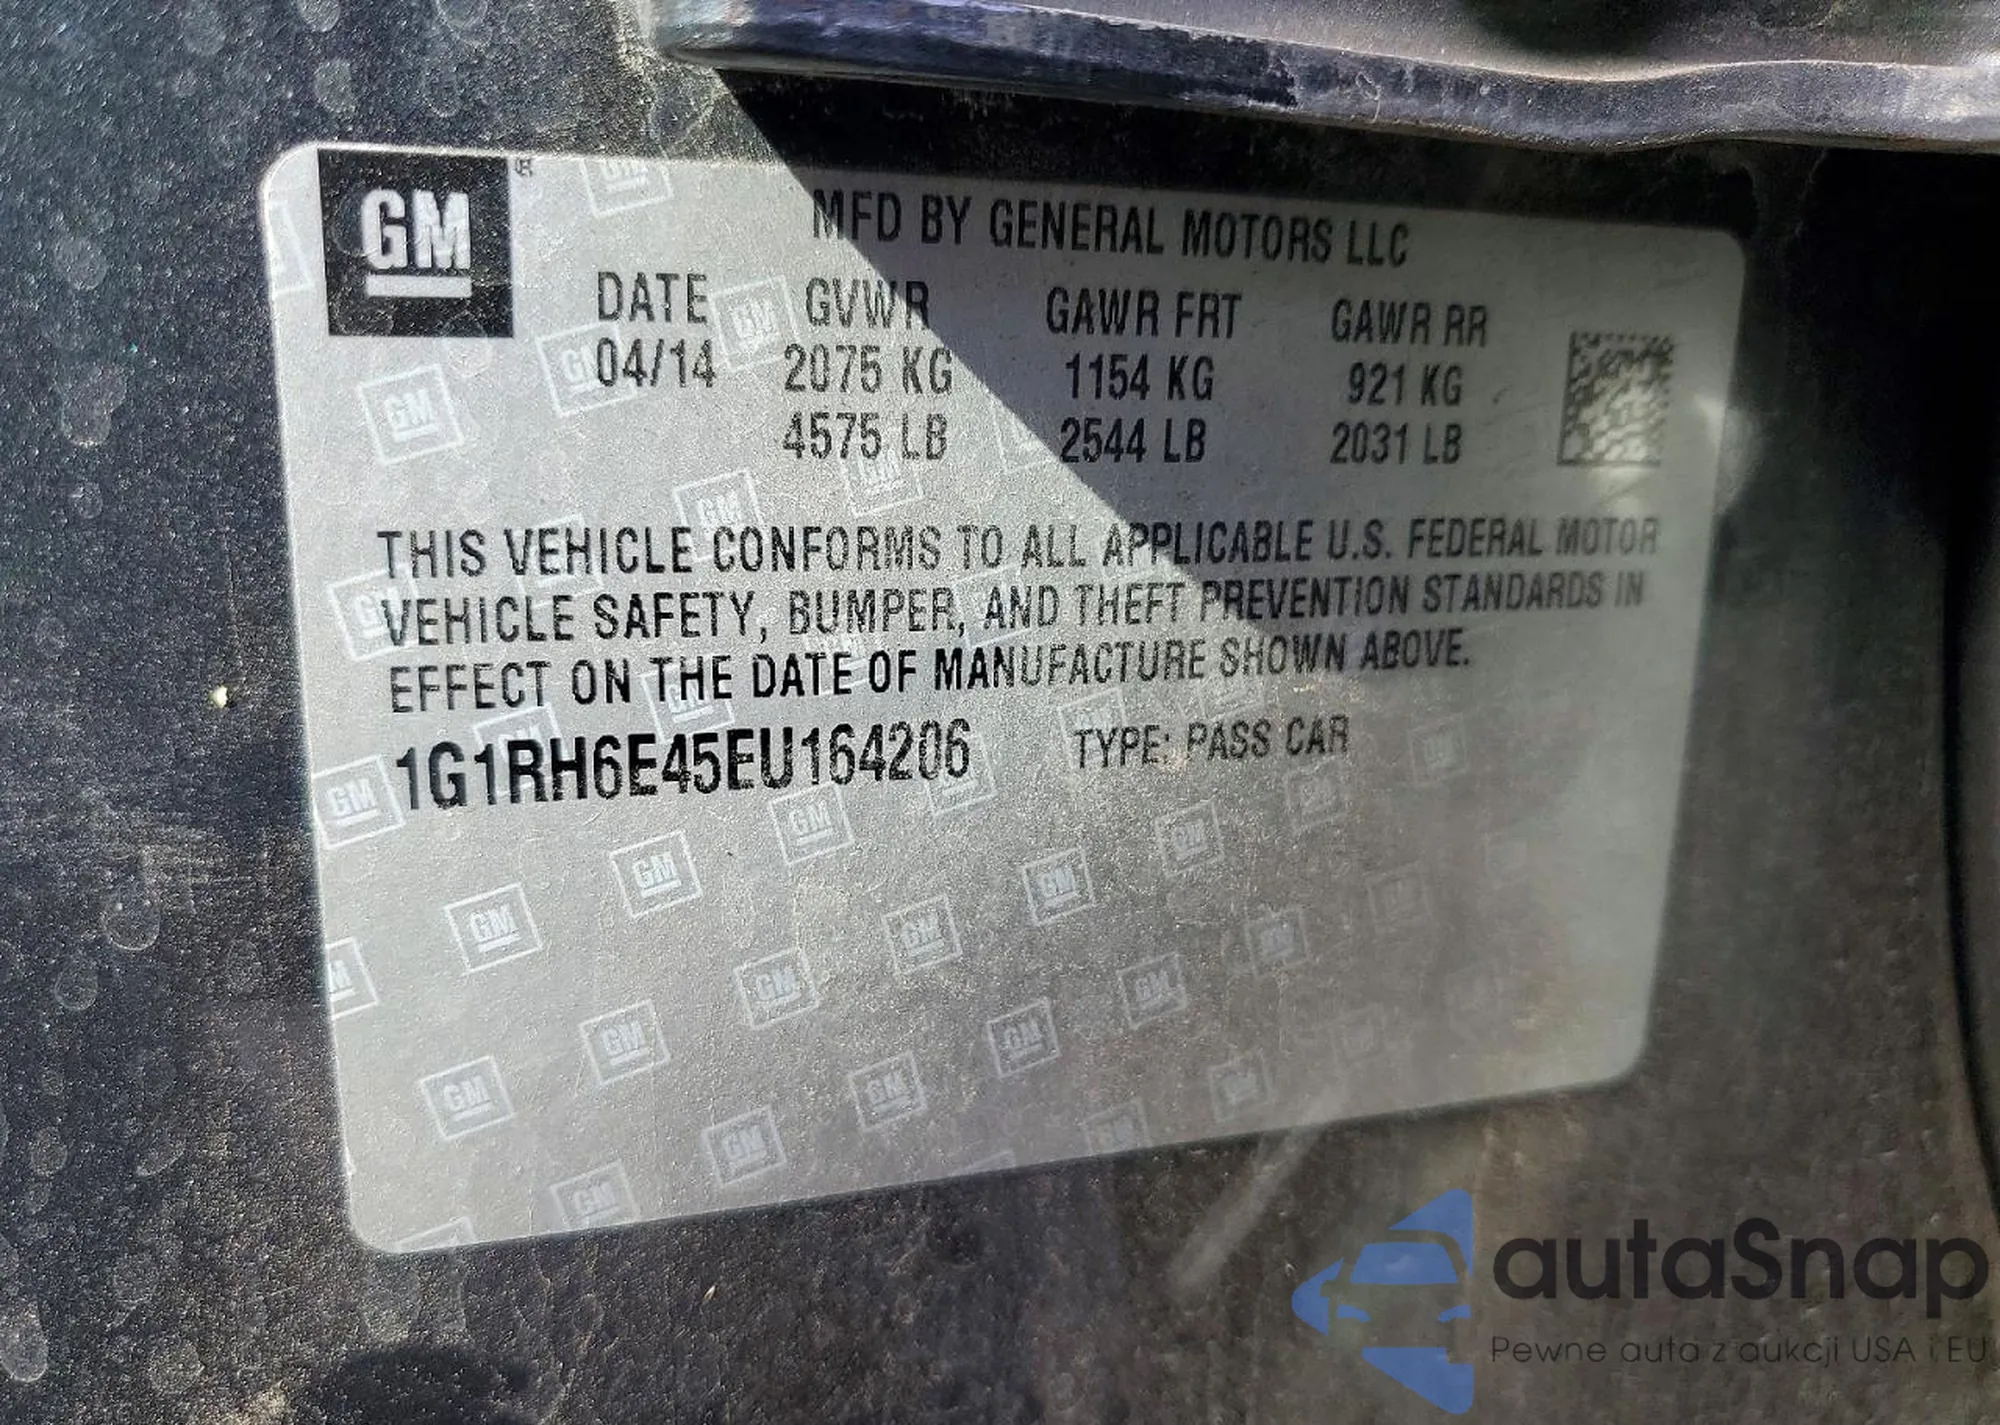 GM
®
MFD BY GENERAL MOTORS LLC
DATE GVWR GAWR FRT GAWR RR
04/14 2075 KG 1154 KG 921 KG
4575 LB 2544 LB 2031 LB
THIS VEHICLE CONFORMS TO ALL APPLICABLE U.S. FEDERAL MOTOR
VEHICLE SAFETY, BUMPER, AND THEFT PREVENTION STANDARDS IN
EFFECT ON THE DATE OF MANUFACTURE SHOWN ABOVE.
1G1RH6E45EU164206 TYPE: PASS CAR
autaSnap
Pewne auta z aukcji USA i EU